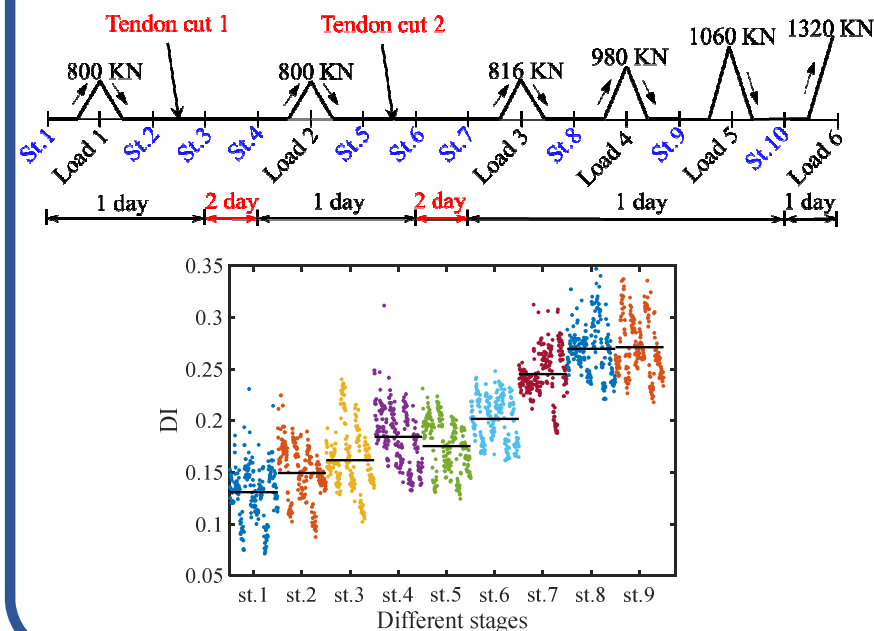 Tendon cut 1
Tendon cut 2
800 KN
800 KN
816 KN
980 KN
1060 KN
1320 KN
St.1
Load 1
St.2
St.3
St.4
Load 2
St.5
St.6
St.7
Load 3
St.8
Load 4
St.9
Load 5
St.10
Load 6
1 day
2 day
1 day
2 day
1 day
1 day
0.35
0.3
0.25
0.2
0.15
0.1
0.05
DI
st.1
st.2
st.3
st.4
st.5
st.6
st.7
st.8
st.9
Different stages